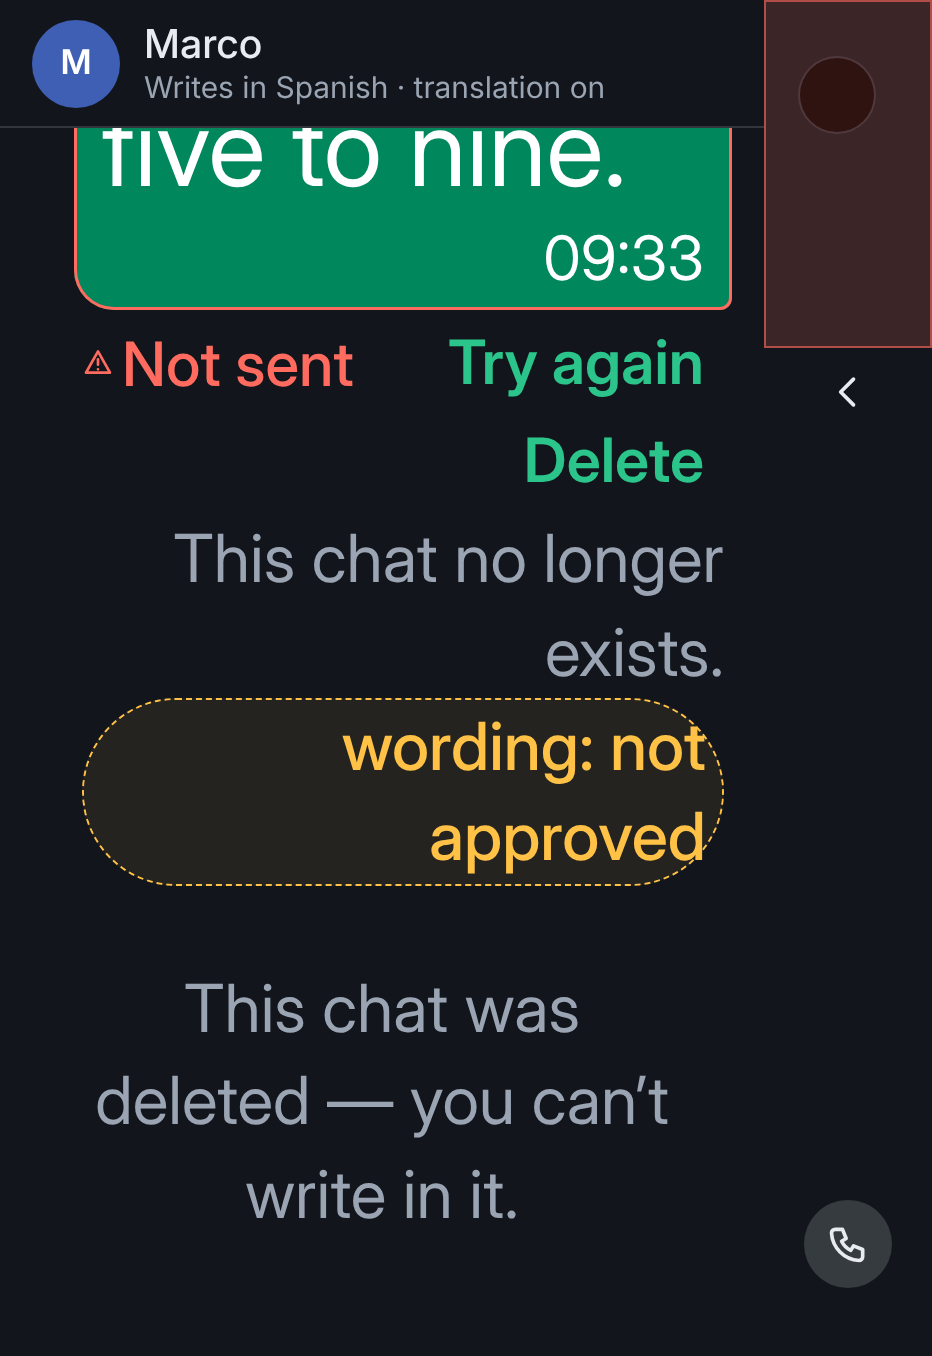 M
Marco
Writes in Spanish · translation on
five to nine.
09:33
Not sent
Try again
Delete
This chat no longer
exists.
wording: not
approved
This chat was
deleted — you can’t
write in it.